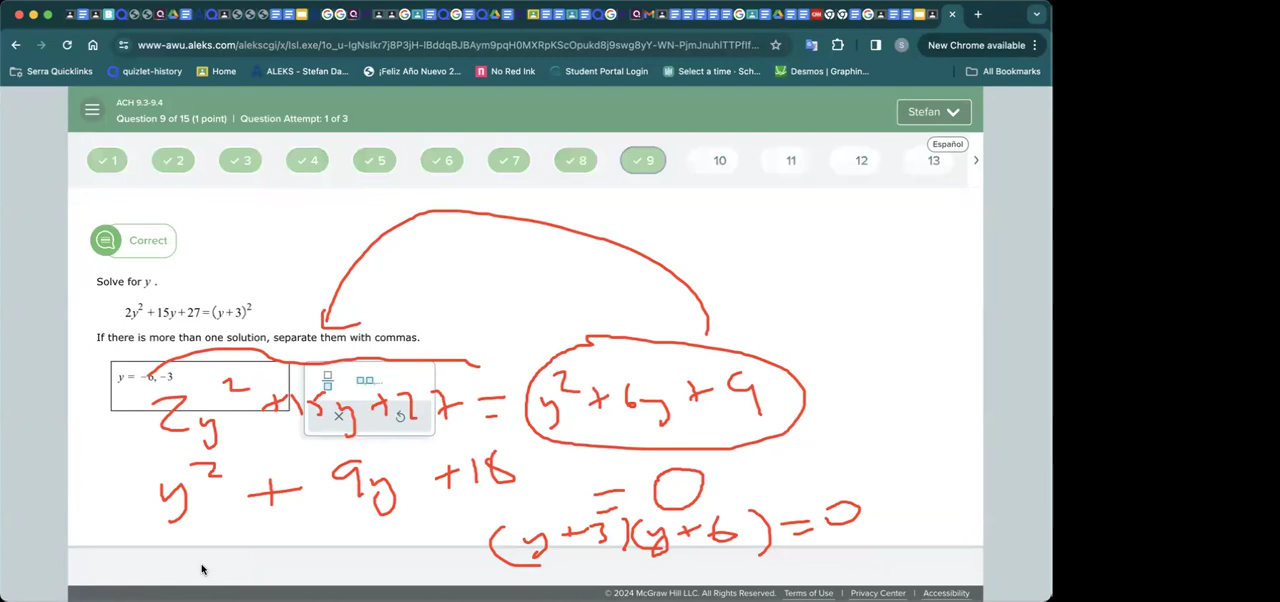 www-awu.aleks.com/alekscgi/x/Isl.exe/1o_u-
New Chrome available
Serra Quicklinks quizlet-history Home ALEKS - Stefan Da... ¡Feliz Año Nuevo 2... No Red Ink Student Portal Login Select a time · Sch... Desmos | Graphin... All Bookmarks
ACH 9.3-9.4
Question 9 of 15 (1 point) | Question Attempt: 1 of 3
Stefan
Español
1 2 3 4 5 6 7 8 9 10 11 12 13
Correct
Solve for y .
2y² +15y+27=(y+3)²
If there is more than one solution, separate them with commas.
y = −6, −3
2y² +15y+27 = y² + 6y + 9
y² + 9y +18 = 0
(y+3)(y+6)=0
© 2024 McGraw Hill LLC. All Rights Reserved. Terms of Use | Privacy Center | Accessibility